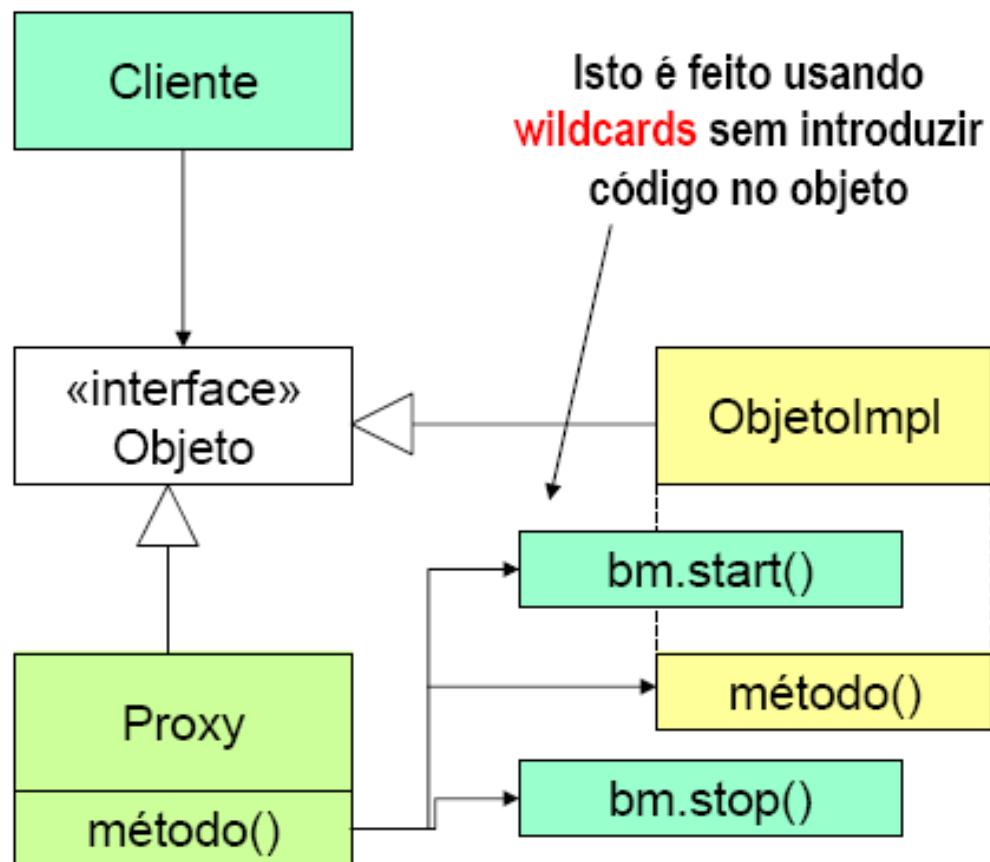 Cliente
Isto é feito usando
wildcards sem introduzir
código no objeto
«interface»
Objeto
ObjetoImpl
bm.start()
Proxy
método()
método()
bm.stop()